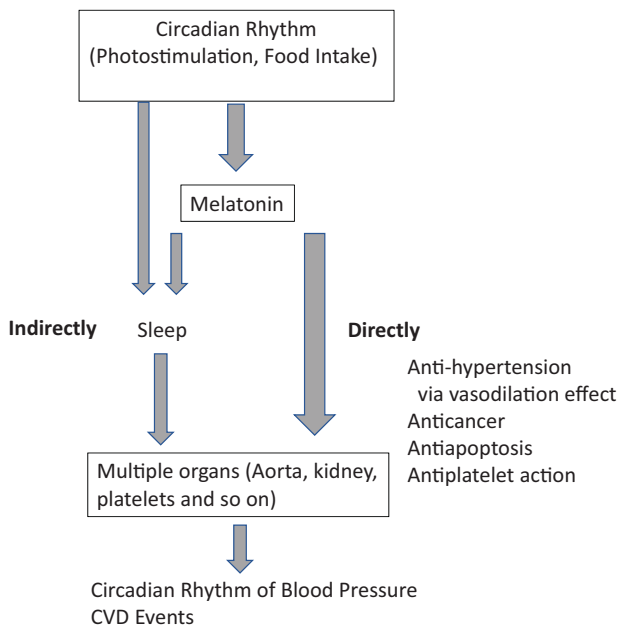 Circadian Rhythm
(Photostimulation, Food Intake)
Melatonin
Indirectly
Sleep
Directly
Anti-hypertension
via vasodilation effect
Anticancer
Antiapoptosis
Antiplatelet action
Multiple organs (Aorta, kidney,
platelets and so on)
Circadian Rhythm of Blood Pressure
CVD Events